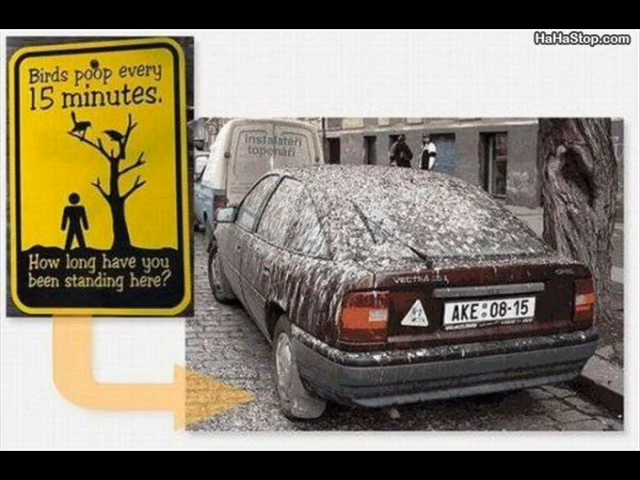 HaHaStop.com
Birds poop every
15 minutes.
How long have you
been standing here?
instalatéři
topenáři
VECTRA
OPEL
AKE:08-15